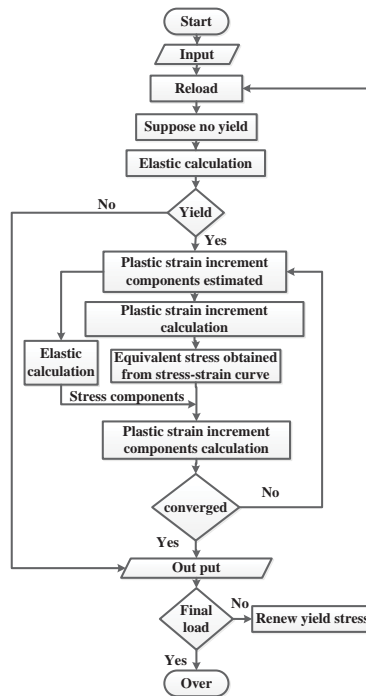 Start
Input
Reload
Suppose no yield
Elastic calculation
No
Yield
Yes
Plastic strain increment
components estimated
Plastic strain increment
calculation
Elastic
calculation
Equivalent stress obtained
from stress-strain curve
Stress components
Plastic strain increment
components calculation
No
converged
Yes
Out put
Final
load
No
Renew yield stress
Yes
Over